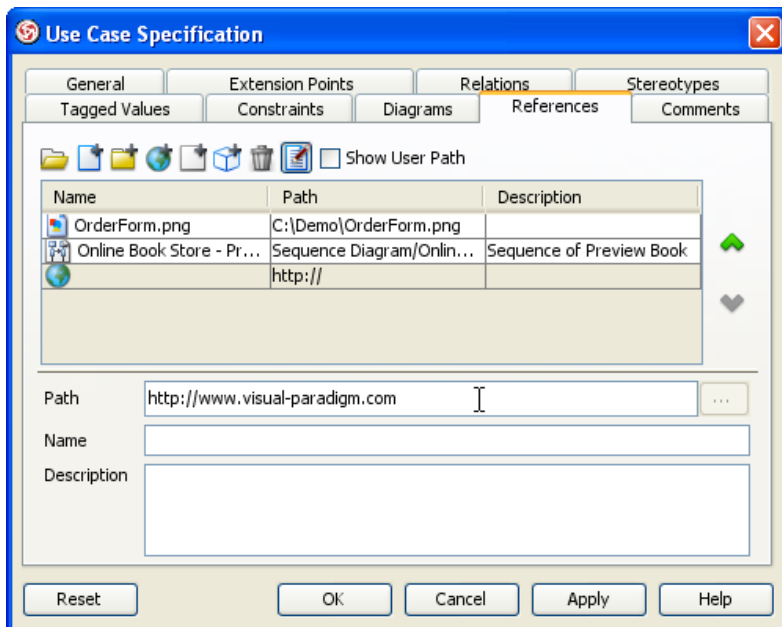 Use Case Specification
General Extension Points Relations Stereotypes
Tagged Values Constraints Diagrams References Comments
Show User Path
Name Path Description
OrderForm.png C:\Demo\OrderForm.png
Online Book Store - Pr... Sequence Diagram/Onlin... Sequence of Preview Book
http://
Path http://www.visual-paradigm.com ...
Name
Description
Reset OK Cancel Apply Help